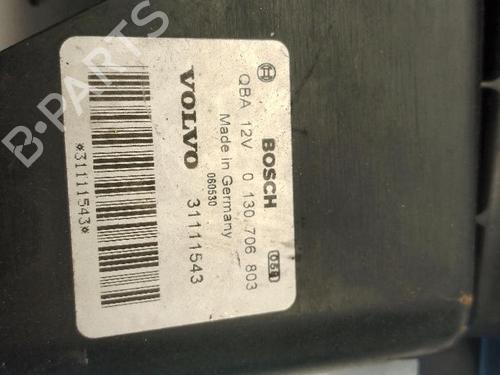 BOSCH
QBA 12V 0 130 706 803
Made in Germany
060530
VOLVO 31111543
*31111543*
B-PARTS